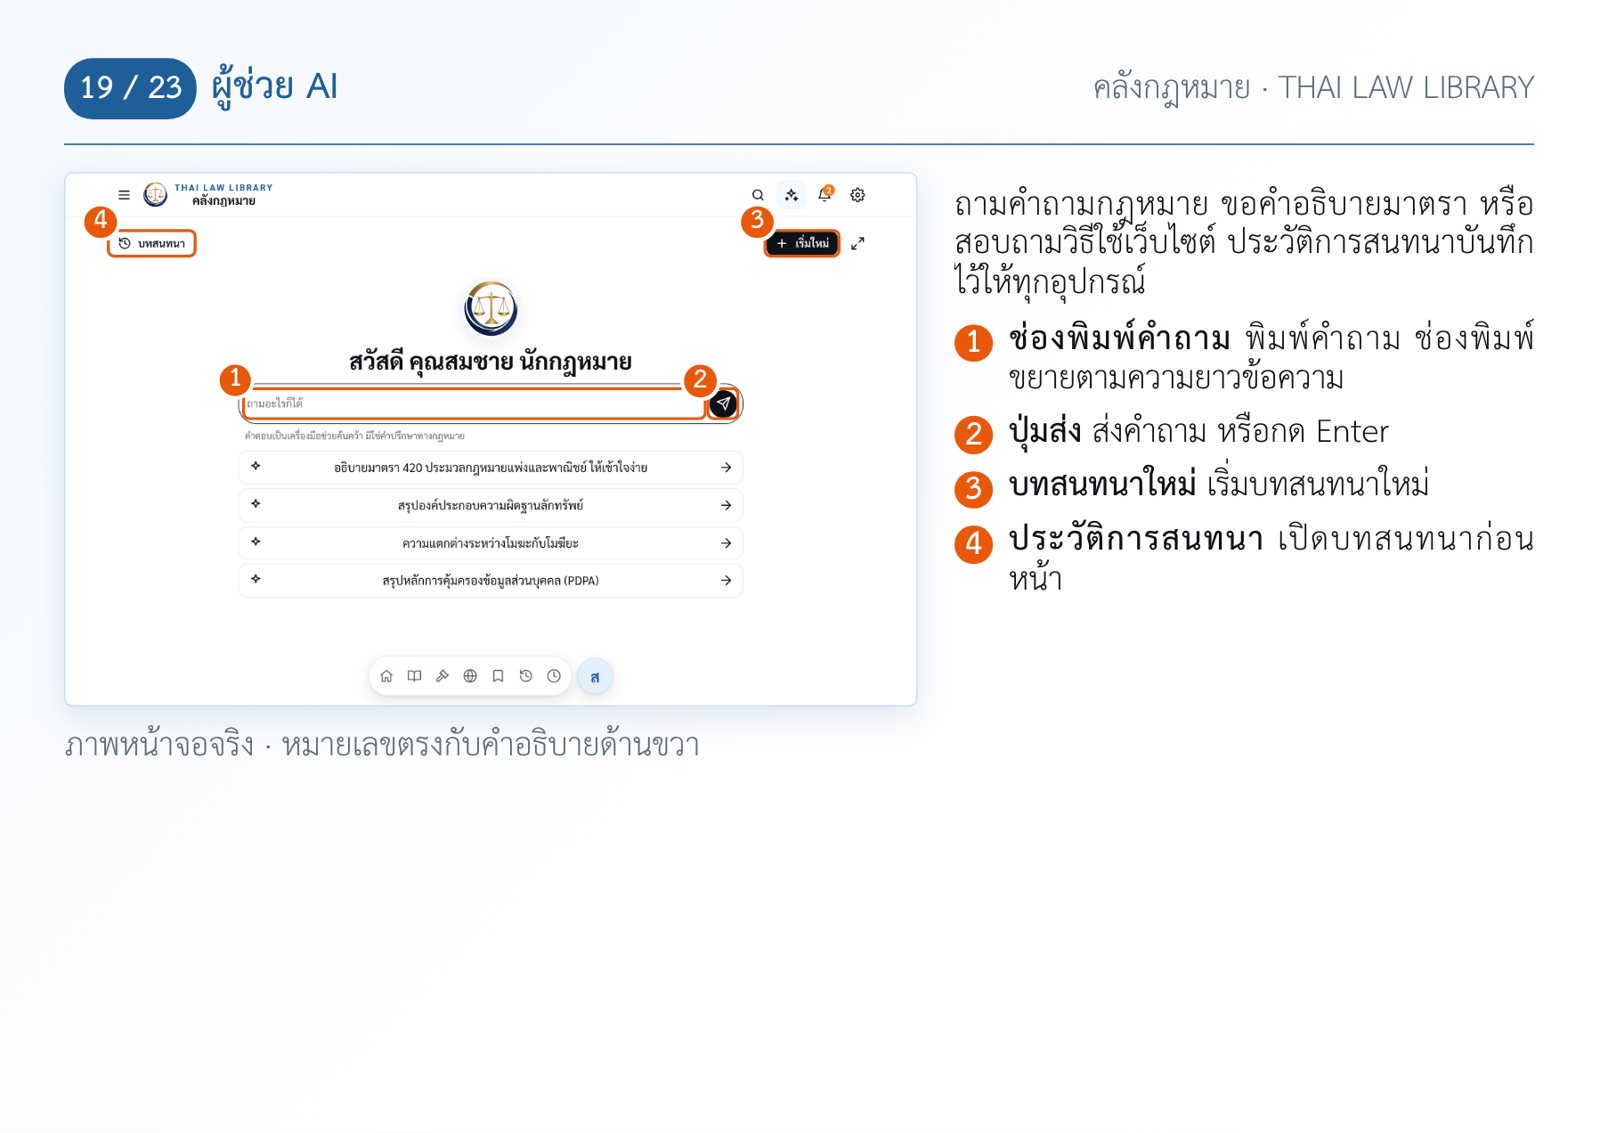 19 / 23 ผู้ช่วย AI
คลังกฎหมาย · THAI LAW LIBRARY
THAI LAW LIBRARY
คลังกฎหมาย
2
4
บทสนทนา
3
+ เริ่มใหม่
สวัสดี คุณสมชาย นักกฎหมาย
1
2
ถามอะไรก็ได้
คำตอบเป็นเครื่องมือช่วยค้นคว้า มิใช่คำปรึกษาทางกฎหมาย
อธิบายมาตรา 420 ประมวลกฎหมายแพ่งและพาณิชย์ ให้เข้าใจง่าย
สรุปองค์ประกอบความผิดฐานลักทรัพย์
ความแตกต่างระหว่างโมฆะกับโมฆียะ
สรุปหลักการคุ้มครองข้อมูลส่วนบุคคล (PDPA)
ส
ภาพหน้าจอจริง · หมายเลขตรงกับคำอธิบายด้านขวา
ถามคำถามกฎหมาย ขอคำอธิบายมาตรา หรือ
สอบถามวิธีใช้เว็บไซต์ ประวัติการสนทนาบันทึก
ไว้ให้ทุกอุปกรณ์
1 ช่องพิมพ์คำถาม พิมพ์คำถาม ช่องพิมพ์
ขยายตามความยาวข้อความ
2 ปุ่มส่ง ส่งคำถาม หรือกด Enter
3 บทสนทนาใหม่ เริ่มบทสนทนาใหม่
4 ประวัติการสนทนา เปิดบทสนทนาก่อน
หน้า